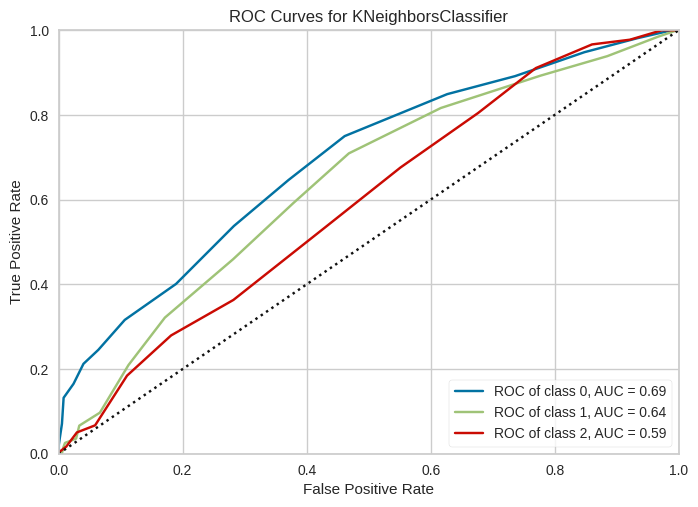 ROC Curves for KNeighborsClassifier
True Positive Rate
1.0
0.8
0.6
0.4
0.2
0.0
ROC of class 0, AUC = 0.69
ROC of class 1, AUC = 0.64
ROC of class 2, AUC = 0.59
0.0 0.2 0.4 0.6 0.8 1.0
False Positive Rate